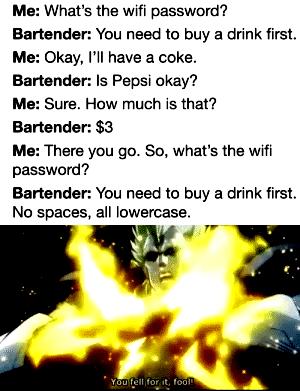 Me: What's the wifi password?
Bartender: You need to buy a drink first.
Me: Okay, I'll have a coke.
Bartender: Is Pepsi okay?
Me: Sure. How much is that?
Bartender: $3
Me: There you go. So, what's the wifi
password?
Bartender: You need to buy a drink first.
No spaces, all lowercase.
You fell for it, fool!